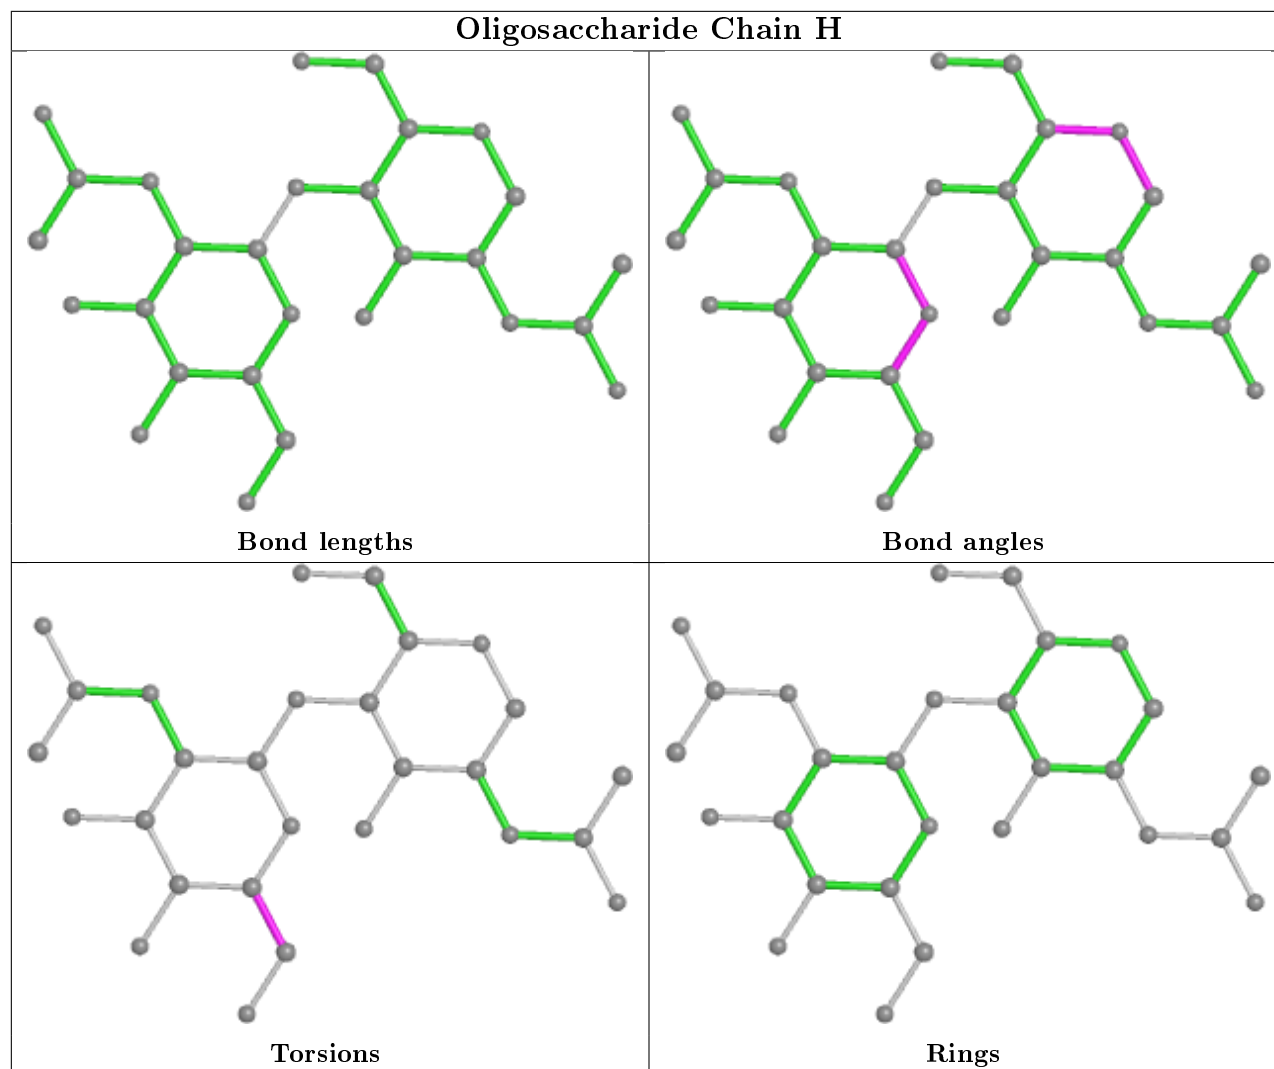 Oligosaccharide Chain H
Bond lengths
Bond angles
Torsions
Rings